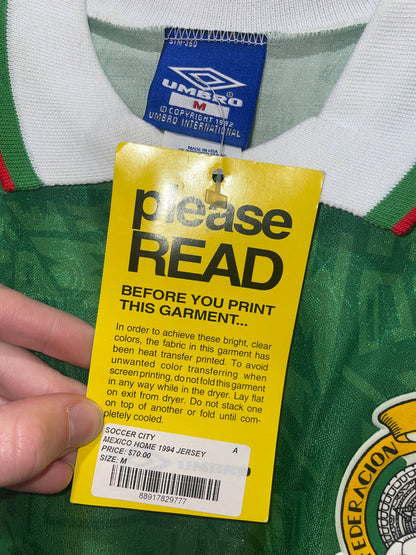 UMBRO
M
© COPYRIGHT 1992
UMBRO INTERNATIONAL
MADE IN USA
please
READ
BEFORE YOU PRINT
THIS GARMENT...
In order to achieve these bright, clear
colors, the fabric in this garment has
been heat transfer printed. To avoid
unwanted color transferring when
screen printing, do not fold this garment
in any way while in the dryer. Lay flat
on exit from dryer. Do not stack one
on top of another or fold until com-
pletely cooled.
SOCCER CITY A
MEXICO HOME 1994 JERSEY
PRICE: $70.00
SIZE: M
88917829777
UMBRO
FEDERACION